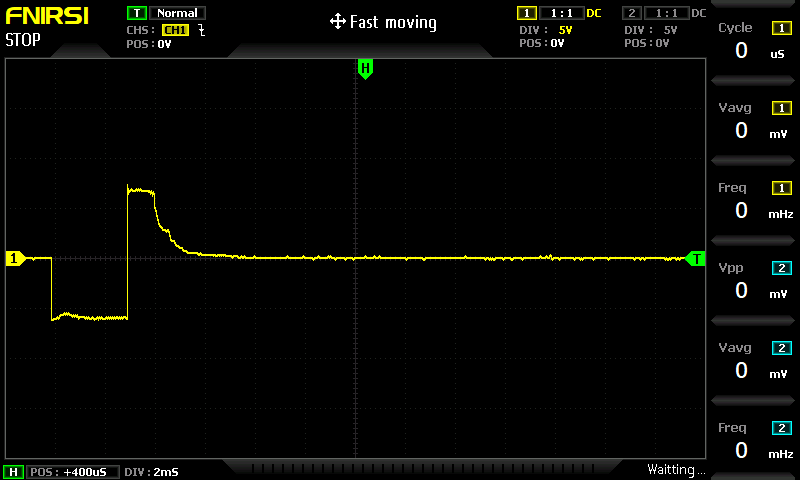 FNIRSI
STOP
T Normal
CHS: CH1
POS: 0V
Fast moving
1 1:1 DC
DIV: 5V
POS: 0V
2 1:1 DC
DIV: 5V
POS: 0V
H
1
T
Cycle 1
0 uS
Vavg 1
0 mV
Freq 1
0 mHz
Vpp 2
0 mV
Vavg 2
0 mV
Freq 2
0 mHz
H POS: +400uS DIV: 2mS
Waitting...